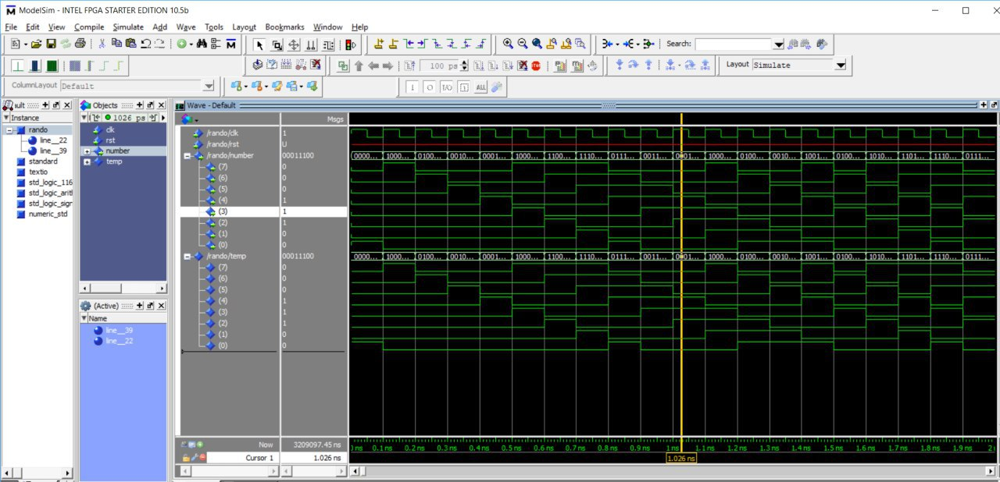 ModelSim - INTEL FPGA STARTER EDITION 10.5b
File Edit View Compile Simulate Add Wave Tools Layout Bookmarks Window Help
Search:
100 ps
Layout Simulate
ColumnLayout Default
ult
Objects
Wave - Default
Instance
1026 ps
Msgs
rando
line__22
line__39
standard
textio
std_logic_116
std_logic_arit
std_logic_sigr
numeric_std
clk
rst
number
temp
(Active)
Name
line__39
line__22
/rando/clk 1
/rando/rst U
/rando/number 00011100 0000... 1000... 0100... 0010... 0001... 1000... 1100... 1110... 0111... 0011... 0001... 1000... 0100... 0010... 1001... 0100... 1010... 1101... 1110... 0111...
(7) 0
(6) 0
(5) 0
(4) 1
(3) 1
(2) 1
(1) 0
(0) 0
/rando/temp 00011100 0000... 1000... 0100... 0010... 0001... 1000... 1100... 1110... 0111... 0011... 0001... 1000... 0100... 0010... 1001... 0100... 1010... 1101... 1110... 0111...
(7) 0
(6) 0
(5) 0
(4) 1
(3) 1
(2) 1
(1) 0
(0) 0
Now 3209097.45 ns
ns 0.1 ns 0.2 ns 0.3 ns 0.4 ns 0.5 ns 0.6 ns 0.7 ns 0.8 ns 0.9 ns 1 ns 1.1 ns 1.2 ns 1.3 ns 1.4 ns 1.5 ns 1.6 ns 1.7 ns 1.8 ns 1.9 ns
Cursor 1 1.026 ns
1.026 ns